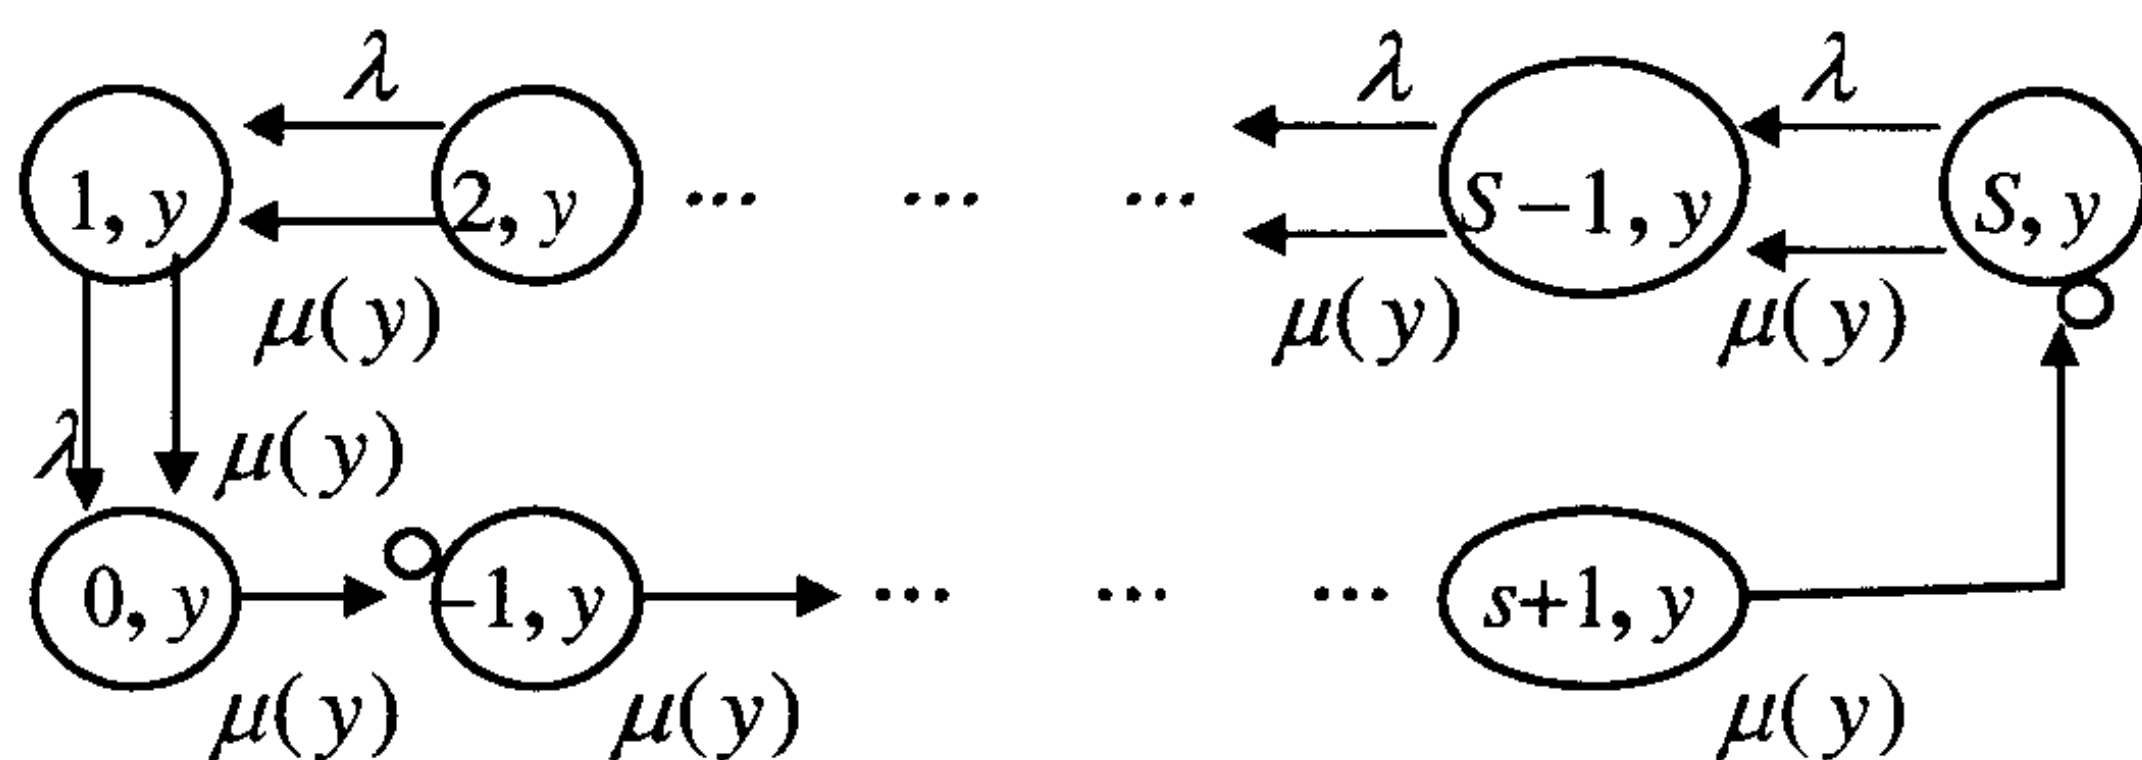 λ λ λ
1, y 2, y ... ... ... S−1, y S, y
μ(y) μ(y) μ(y)
λ μ(y)
0, y −1, y ... ... ... s+1, y
μ(y) μ(y) μ(y)